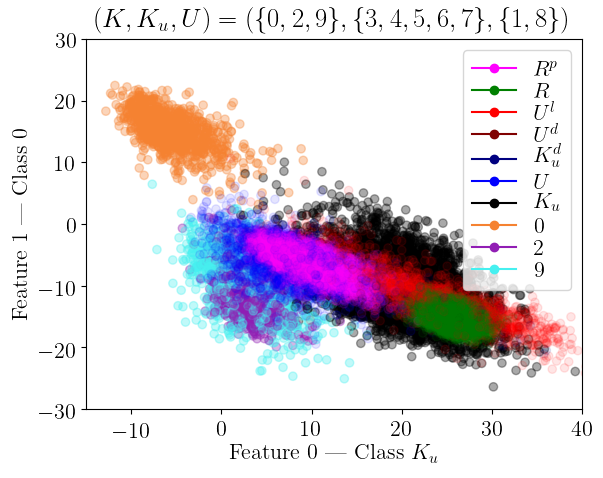 (K, K_u, U) = ({0, 2, 9}, {3, 4, 5, 6, 7}, {1, 8})
30
20
10
0
−10
−20
−30
Feature 1 — Class 0
R^p
R
U^l
U^d
K_u^d
U
K_u
0
2
9
−10 0 10 20 30 40
Feature 0 — Class K_u